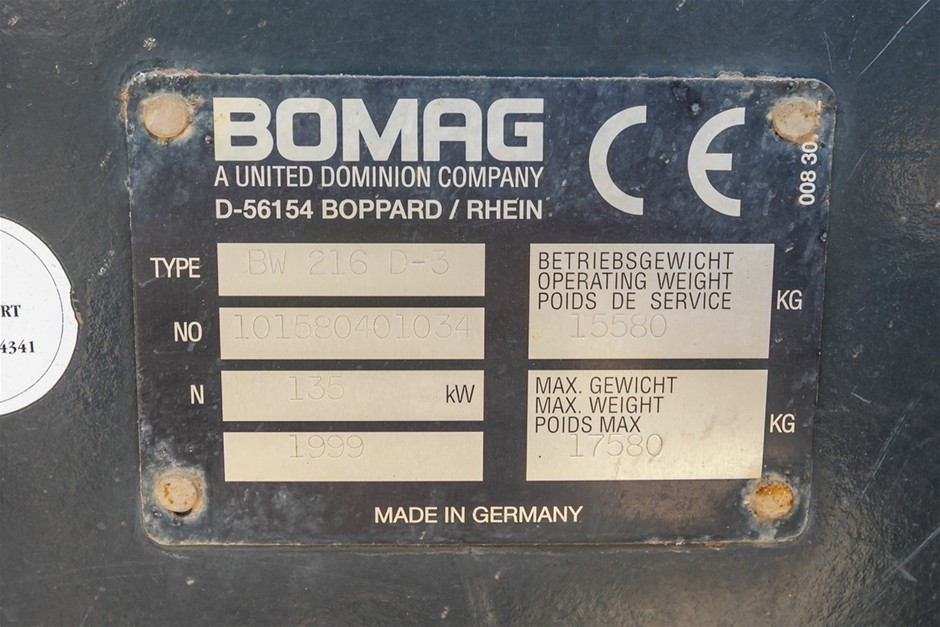 BOMAG
A UNITED DOMINION COMPANY
D-56154 BOPPARD / RHEIN
CE
008 30
TYPE BW 216 D-3
NO 101580401034
N 135 kW
1999
BETRIEBSGEWICHT
OPERATING WEIGHT
POIDS DE SERVICE
15580 KG
MAX. GEWICHT
MAX. WEIGHT
POIDS MAX
17580 KG
MADE IN GERMANY
RT
4341